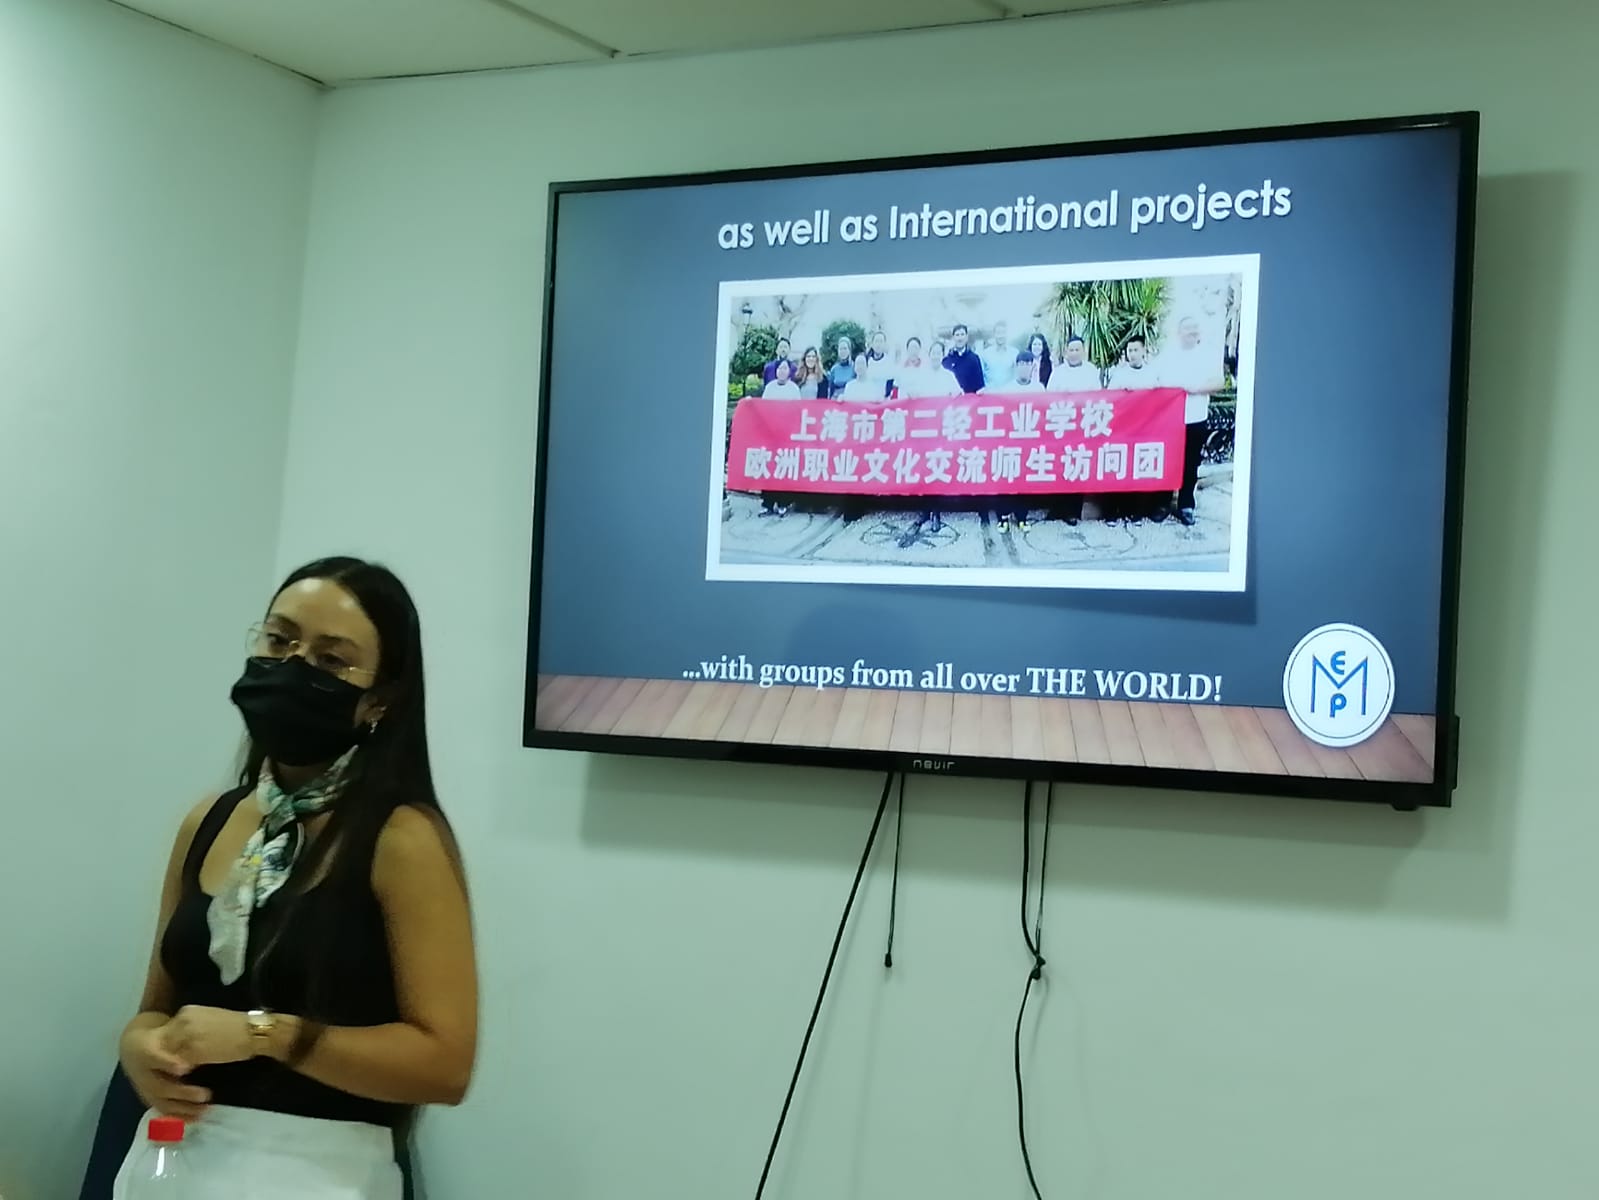 as well as International projects
上海市第二轻工业学校
欧洲职业文化交流师生访问团
...with groups from all over THE WORLD!
E
M
P
nevir